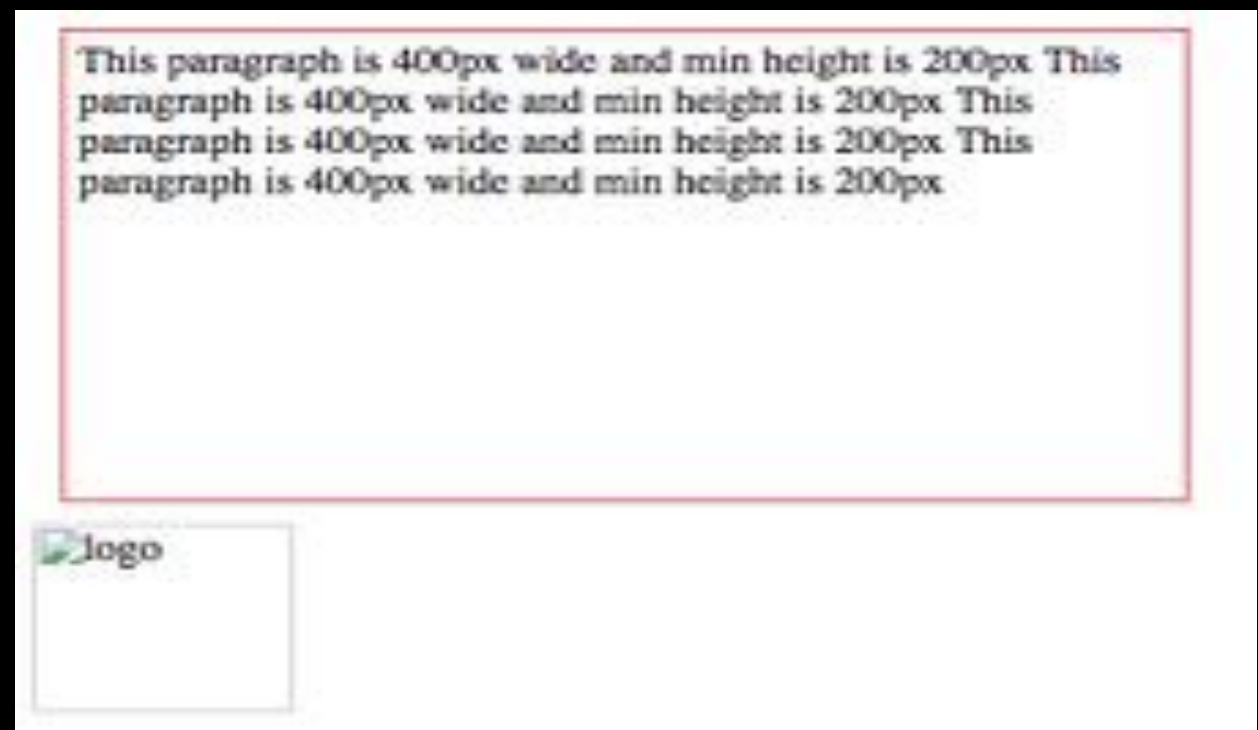 This paragraph is 400px wide and min height is 200px This
paragraph is 400px wide and min height is 200px This
paragraph is 400px wide and min height is 200px This
paragraph is 400px wide and min height is 200px
logo